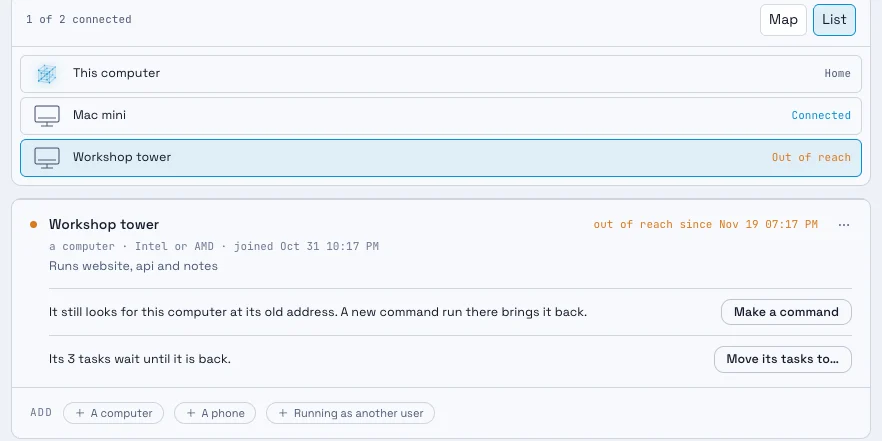 1 of 2 connected
Map
List
This computer
Home
Mac mini
Connected
Workshop tower
Out of reach
Workshop tower
out of reach since Nov 19 07:17 PM
···
a computer · Intel or AMD · joined Oct 31 10:17 PM
Runs website, api and notes
It still looks for this computer at its old address. A new command run there brings it back.
Make a command
Its 3 tasks wait until it is back.
Move its tasks to...
ADD
+ A computer
+ A phone
+ Running as another user